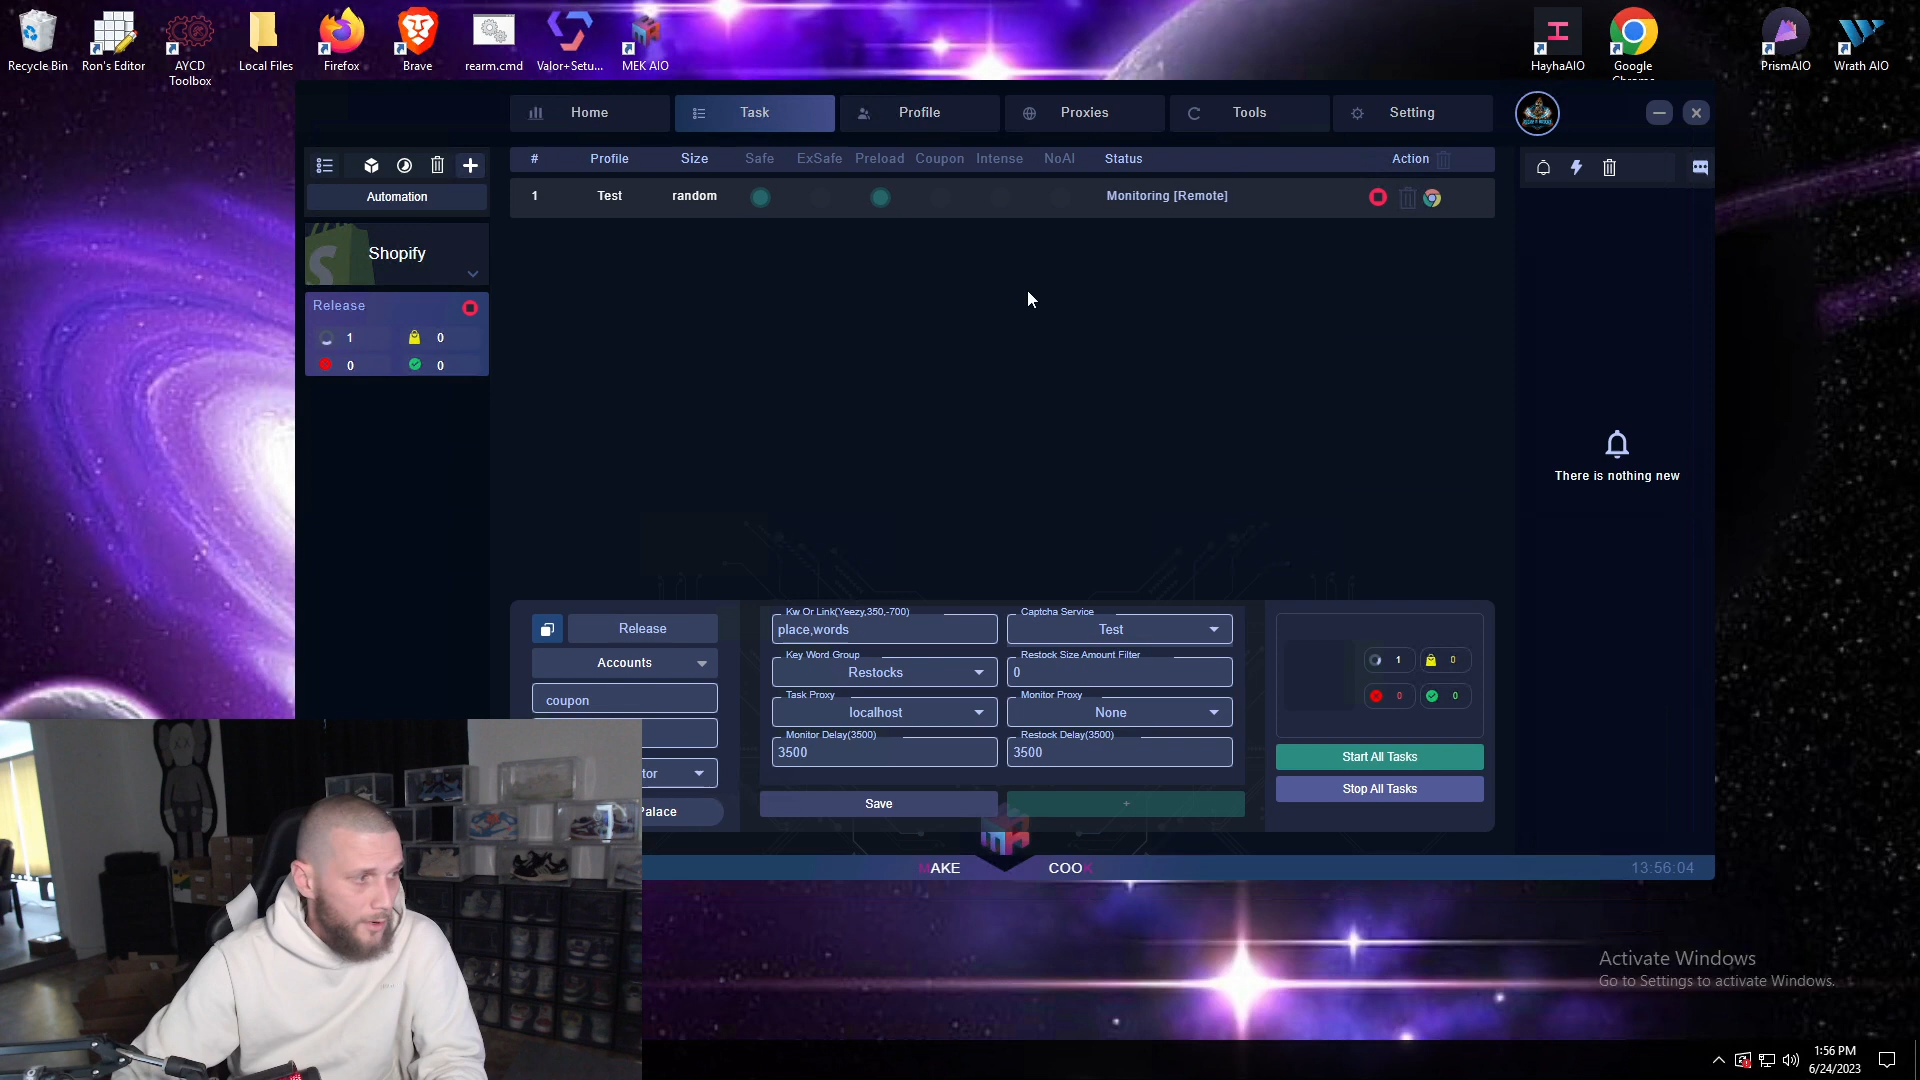 Recycle Bin
Ron's Editor
AYCD Toolbox
Local Files
Firefox
Brave
rearm.cmd
Valor+Setu...
MEK AIO
HayhaAIO
Google Chrome
PrismAIO
Wrath AIO
Home
Task
Profile
Proxies
Tools
Setting
Automation
# Profile Size Safe ExSafe Preload Coupon Intense NoAI Status Action
1 Test random Monitoring [Remote]
Shopify
Release
1 0
0 0
There is nothing new
Release
Accounts
coupon
tor
Palace
Kw Or Link(Yeezy,350,-700)
place,words
Captcha Service
Test
Key Word Group
Restocks
Restock Size Amount Filter
0
Task Proxy
localhost
Monitor Proxy
None
Monitor Delay(3500)
3500
Restock Delay(3500)
3500
Save
+
1 0
0 0
Start All Tasks
Stop All Tasks
MAKE
COOK
13:56:04
Activate Windows
Go to Settings to activate Windows.
1:56 PM
6/24/2023